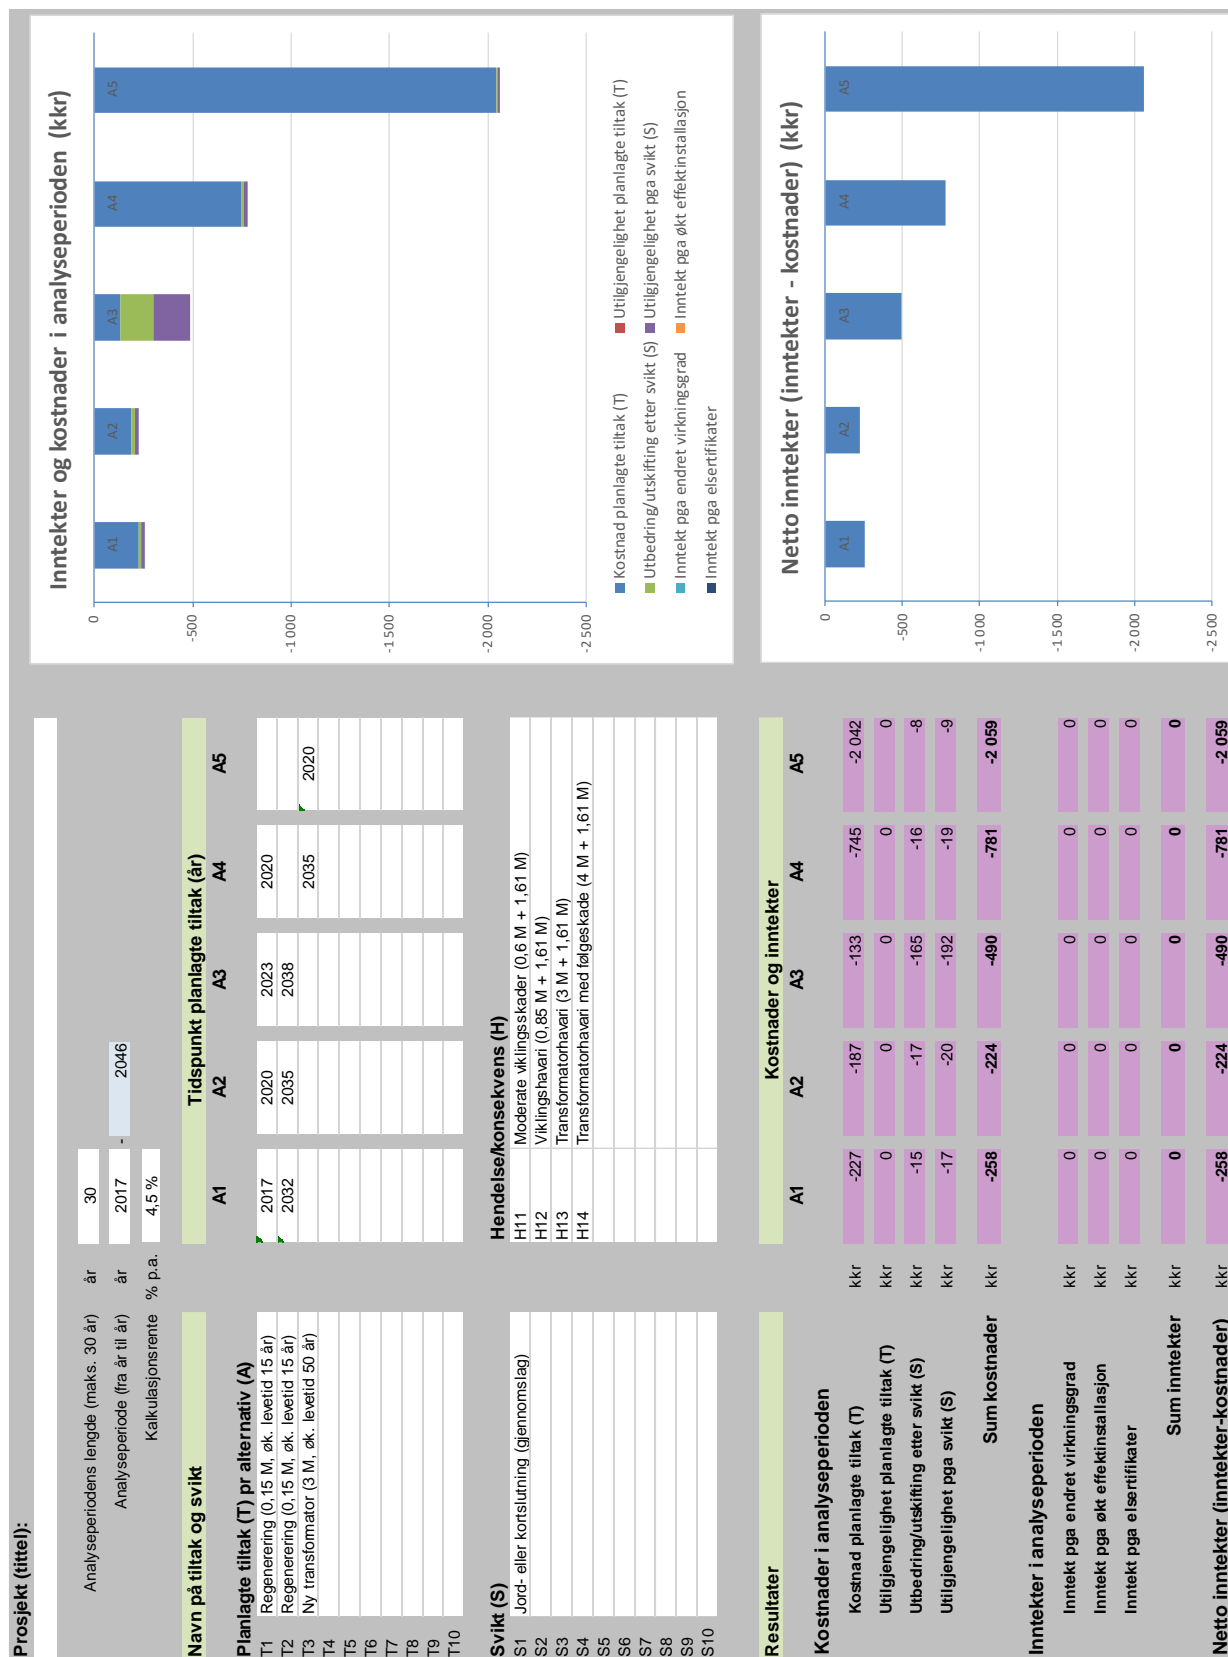 Prosjekt (tittel):
Analyseperiodens lengde (maks. 30 år) år 30
Analyseperiode (fra år til år) år 2017 - 2046
Kalkulasjonsrente % p.a. 4,5 %
Navn på tiltak og svikt Tidspunkt planlagte tiltak (år)
Planlagte tiltak (T) pr alternativ (A) A1 A2 A3 A4 A5
T1 Regenerering (0,15 M, øk. levetid 15 år) 2017 2020 2023 2020
T2 Regenerering (0,15 M, øk. levetid 15 år) 2032 2035 2038
T3 Ny transformator (3 M, øk. levetid 50 år) 2035 2020
T4
T5
T6
T7
T8
T9
T10
Svikt (S) Hendelse/konsekvens (H)
S1 Jord- eller kortslutning (gjennomslag) H11 Moderate viklingsskader (0,6 M + 1,61 M)
S2 H12 Viklingshavari (0,85 M + 1,61 M)
S3 H13 Transformatorhavari (3 M + 1,61 M)
S4 H14 Transformatorhavari med følgeskade (4 M + 1,61 M)
S5
S6
S7
S8
S9
S10
Resultater Kostnader og inntekter
Kostnader i analyseperioden A1 A2 A3 A4 A5
Kostnad planlagte tiltak (T) kkr -227 -187 -133 -745 -2 042
Utilgjengelighet planlagte tiltak (T) kkr 0 0 0 0 0
Utbedring/utskifting etter svikt (S) kkr -15 -17 -165 -16 -8
Utilgjengelighet pga svikt (S) kkr -17 -20 -192 -19 -9
Sum kostnader kkr -258 -224 -490 -781 -2 059
Inntekter i analyseperioden
Inntekt pga endret virkningsgrad kkr 0 0 0 0 0
Inntekt pga økt effektinstallasjon kkr 0 0 0 0 0
Inntekt pga elsertifikater kkr 0 0 0 0 0
Sum inntekter kkr 0 0 0 0 0
Netto inntekter (inntekter-kostnader) kkr -258 -224 -490 -781 -2 059
Inntekter og kostnader i analyseperioden (kkr)
0
-500
-1 000
-1 500
-2 000
-2 500
A1 A2 A3 A4 A5
Kostnad planlagte tiltak (T) Utilgjengelighet planlagte tiltak (T)
Utbedring/utskifting etter svikt (S) Utilgjengelighet pga svikt (S)
Inntekt pga endret virkningsgrad Inntekt pga økt effektinstallasjon
Inntekt pga elsertifikater
Netto inntekter (inntekter - kostnader) (kkr)
0
-500
-1 000
-1 500
-2 000
-2 500
A1 A2 A3 A4 A5